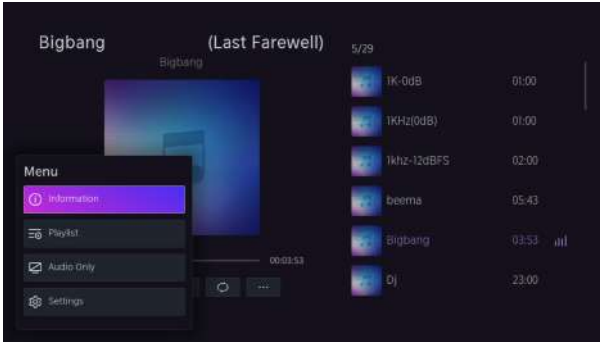 Bigbang (Last Farewell)
Bigbang
5/29
1K-0dB 01:00
1KHz(0dB) 01:00
1khz-12dBFS 02:00
beema 05:43
Bigbang 03:53
Dj 23:00
00:03:53
Menu
Information
Playlist
Audio Only
Settings